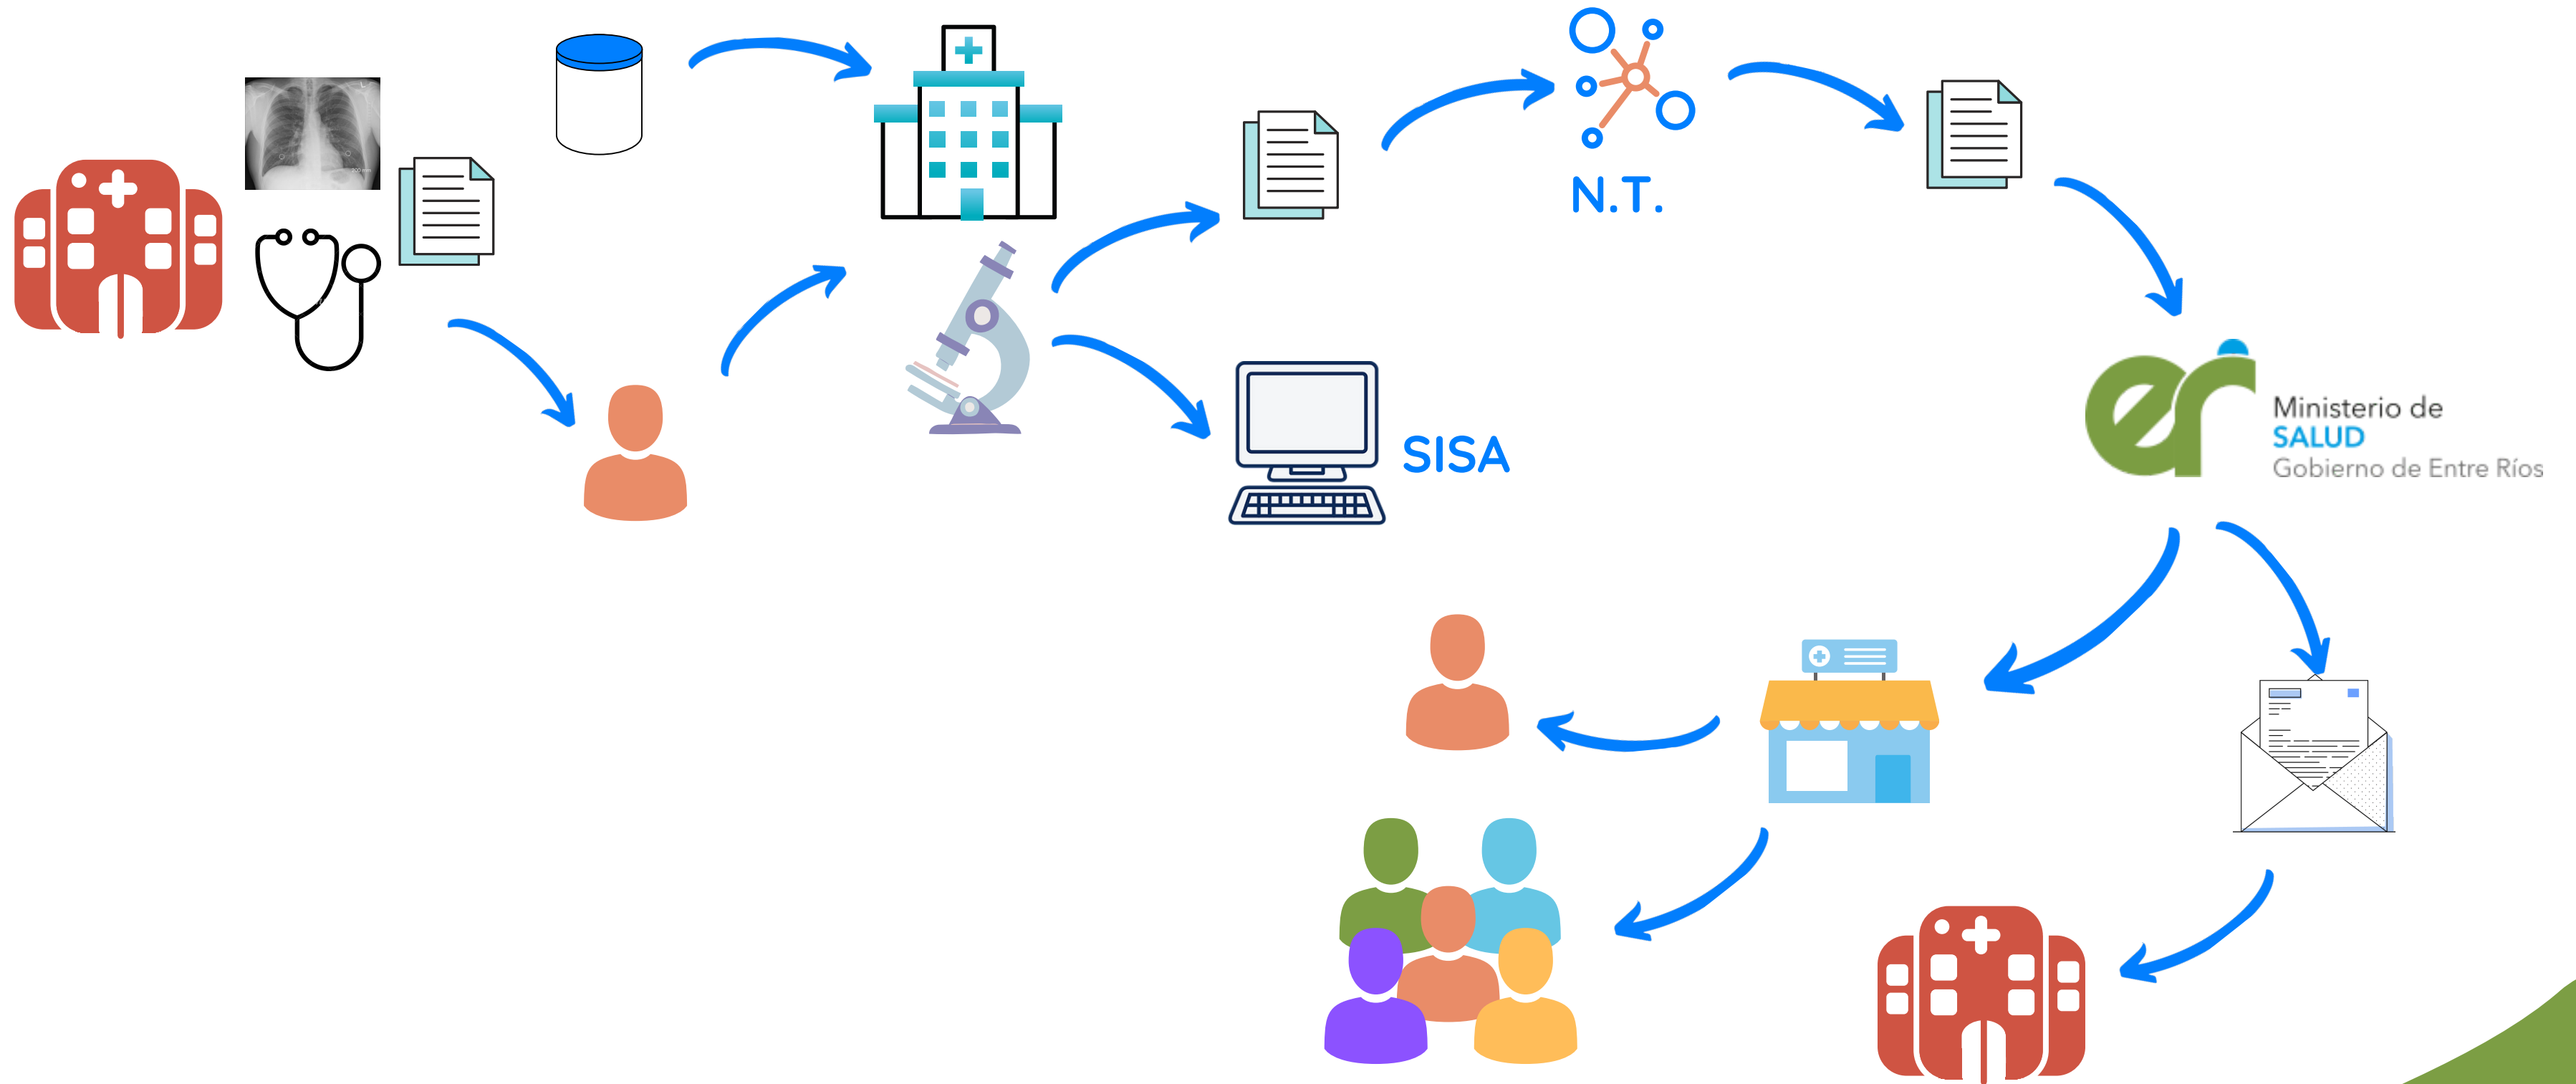 N.T.
SISA
Ministerio de
SALUD
Gobierno de Entre Ríos